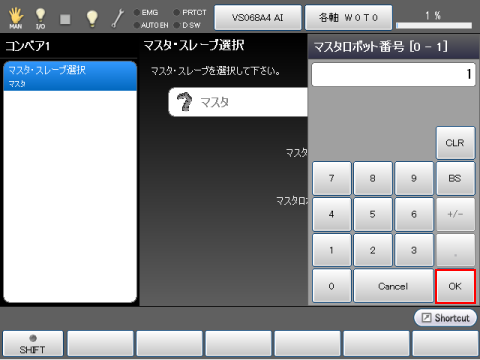 MAN I/O EMG PRTCT AUTO EN D SW VS068A4 AI 各軸 W 0 T 0 1 %
コンベア1
マスタ・スレーブ選択
マスタ
マスタ・スレーブ選択
マスタ・スレーブを選択して下さい。
マスタ
マスタ
マスタロ
マスタロボット番号 [0 - 1]
1
CLR
7 8 9 BS
4 5 6 +/-
1 2 3 .
0 Cancel OK
Shortcut
SHIFT